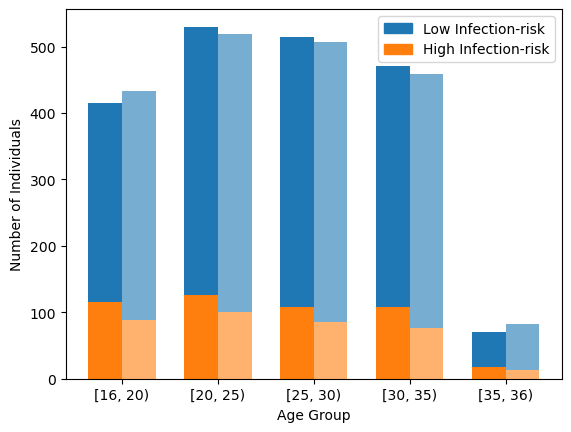 Low Infection-risk
High Infection-risk
Number of Individuals
500
400
300
200
100
0
[16, 20)
[20, 25)
[25, 30)
[30, 35)
[35, 36)
Age Group